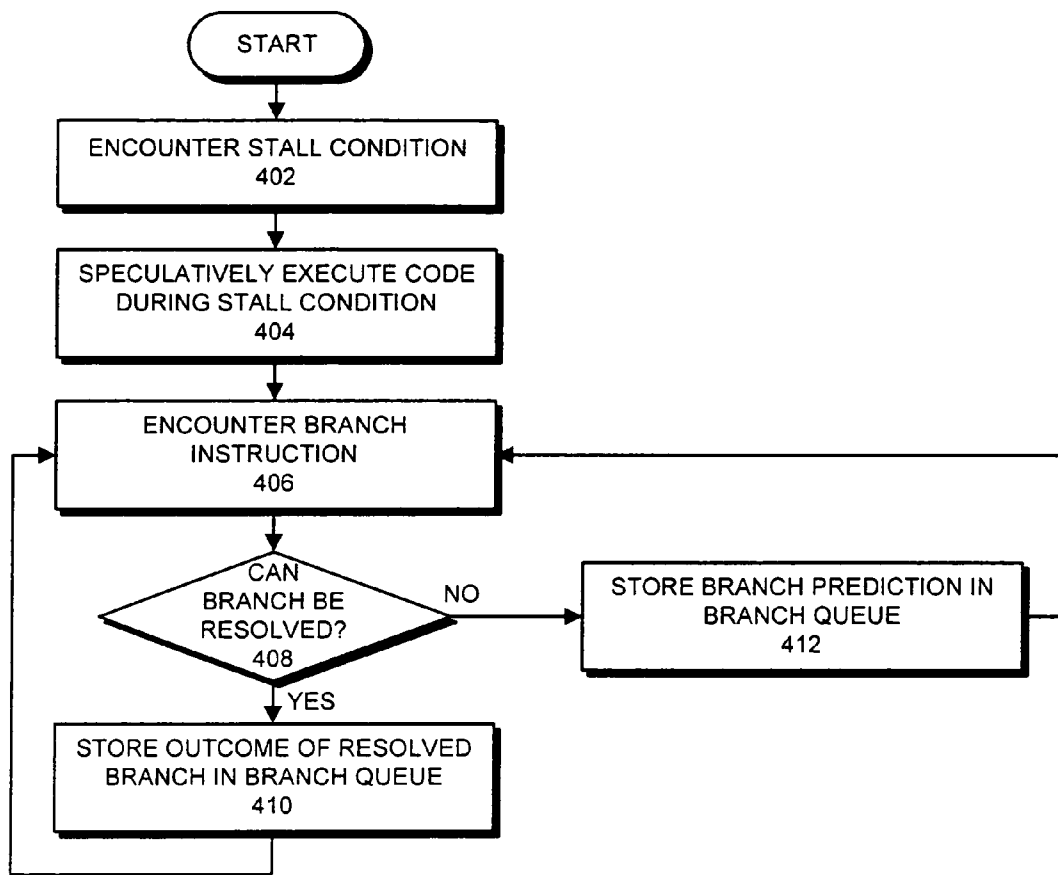 START
ENCOUNTER STALL CONDITION
402
SPECULATIVELY EXECUTE CODE
DURING STALL CONDITION
404
ENCOUNTER BRANCH
INSTRUCTION
406
CAN
BRANCH BE
RESOLVED?
408
NO
STORE BRANCH PREDICTION IN
BRANCH QUEUE
412
YES
STORE OUTCOME OF RESOLVED
BRANCH IN BRANCH QUEUE
410